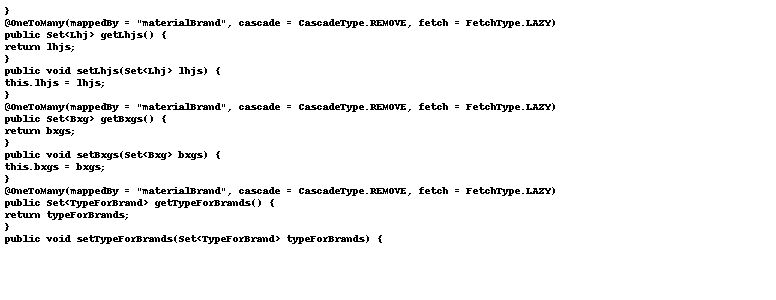 }
@OneToMany(mappedBy = "materialBrand", cascade = CascadeType.REMOVE, fetch = FetchType.LAZY)
public Set<Lhj> getLhjs() {
return lhjs;
}
public void setLhjs(Set<Lhj> lhjs) {
this.lhjs = lhjs;
}
@OneToMany(mappedBy = "materialBrand", cascade = CascadeType.REMOVE, fetch = FetchType.LAZY)
public Set<Bxg> getBxgs() {
return bxgs;
}
public void setBxgs(Set<Bxg> bxgs) {
this.bxgs = bxgs;
}
@OneToMany(mappedBy = "materialBrand", cascade = CascadeType.REMOVE, fetch = FetchType.LAZY)
public Set<TypeForBrand> getTypeForBrands() {
return typeForBrands;
}
public void setTypeForBrands(Set<TypeForBrand> typeForBrands) {